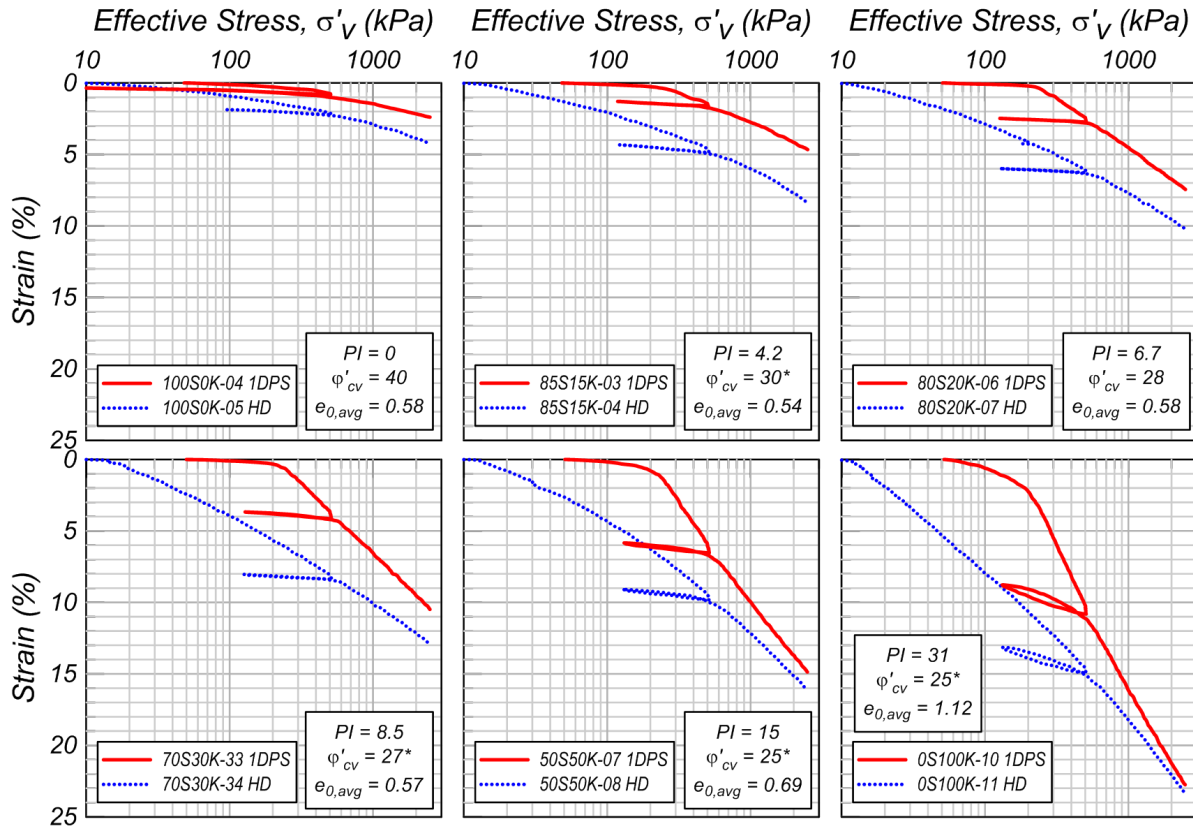 Effective Stress, σ'V (kPa) Effective Stress, σ'V (kPa) Effective Stress, σ'V (kPa)
10 100 1000 10 100 1000 10 100 1000
Strain (%)
0
5
10
15
20
25
PI = 0
φ'cv = 40
e0,avg = 0.58
100S0K-04 1DPS
100S0K-05 HD
PI = 4.2
φ'cv = 30*
e0,avg = 0.54
85S15K-03 1DPS
85S15K-04 HD
PI = 6.7
φ'cv = 28
e0,avg = 0.58
80S20K-06 1DPS
80S20K-07 HD
Strain (%)
0
5
10
15
20
25
PI = 8.5
φ'cv = 27*
e0,avg = 0.57
70S30K-33 1DPS
70S30K-34 HD
PI = 15
φ'cv = 25*
e0,avg = 0.69
50S50K-07 1DPS
50S50K-08 HD
PI = 31
φ'cv = 25*
e0,avg = 1.12
0S100K-10 1DPS
0S100K-11 HD